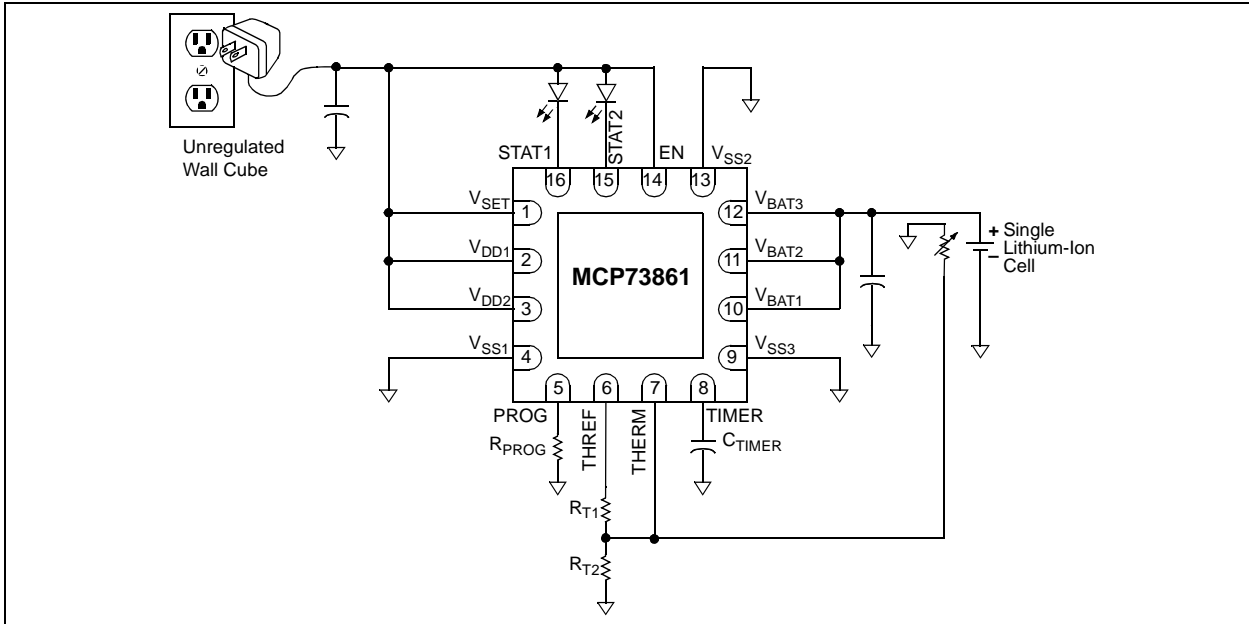 Unregulated
Wall Cube
STAT1
STAT2
EN
VSS2
16
15
14
13
VSET
1
VDD1
2
VDD2
3
VSS1
4
MCP73861
12
VBAT3
11
VBAT2
10
VBAT1
9
VSS3
+ Single
– Lithium-Ion
Cell
5
6
7
8
PROG
THREF
THERM
TIMER
RPROG
CTIMER
RT1
RT2